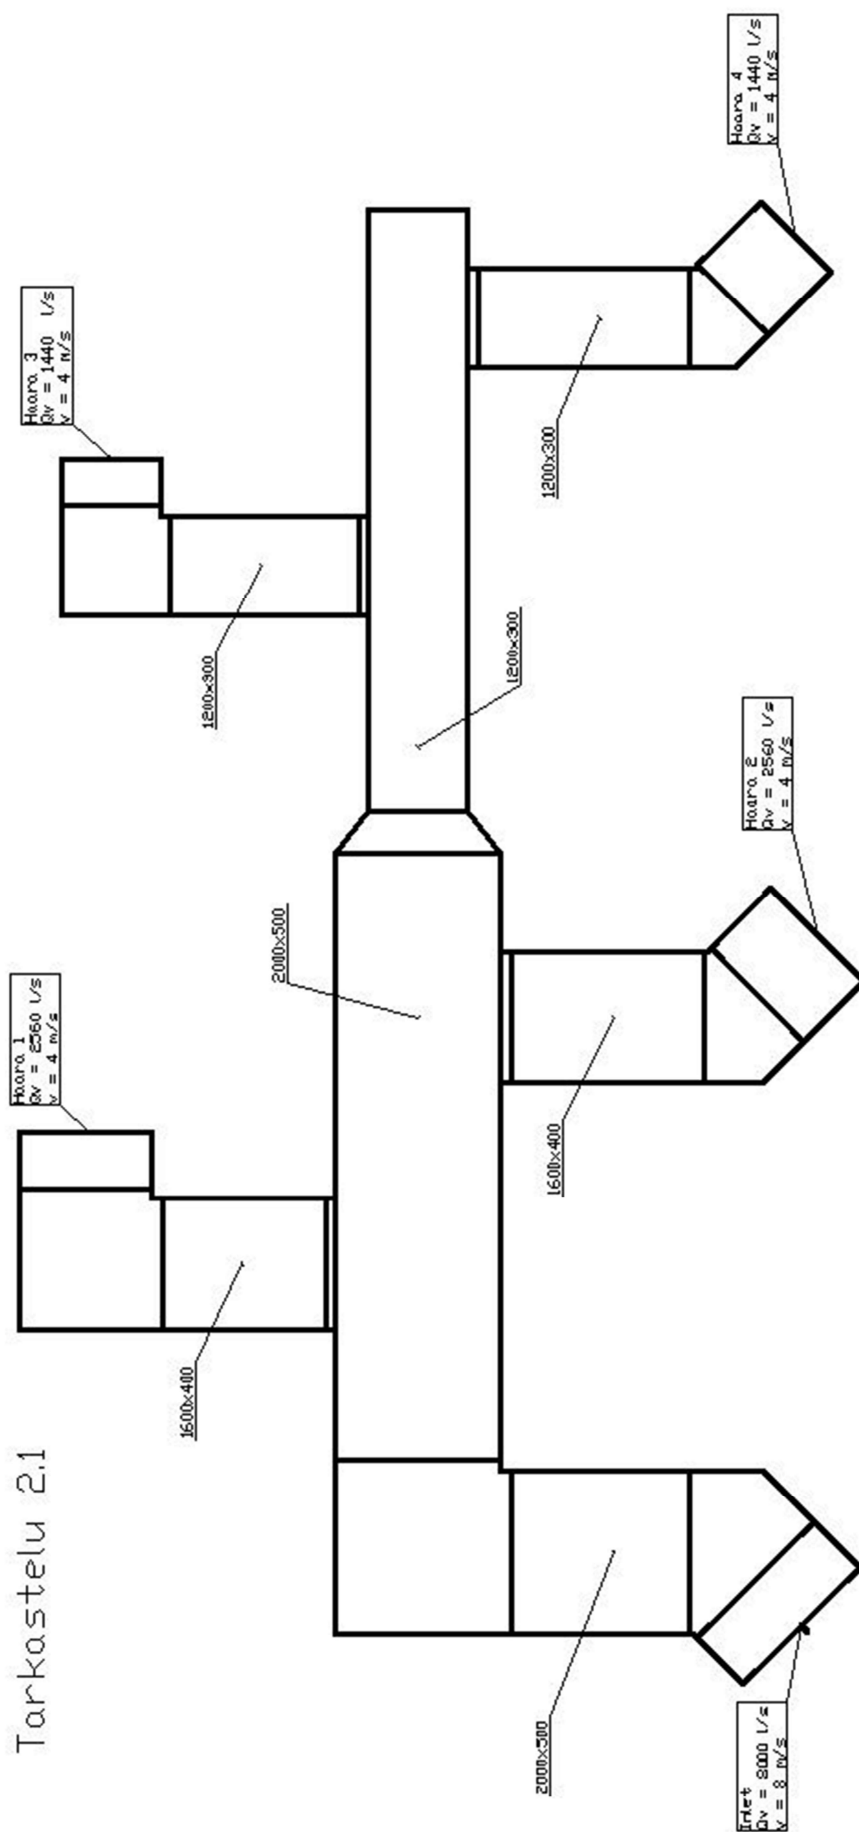 Tarkastelu 2.1
Haara 1
Qv = 2560 l/s
v = 4 m/s
Haara 3
Qv = 1440 l/s
v = 4 m/s
1600x400
1200x300
2000x500
1200x300
2000x500
1600x400
1200x300
Inlet
Qv = 8000 l/s
v = 8 m/s
Haara 2
Qv = 2560 l/s
v = 4 m/s
Haara 4
Qv = 1440 l/s
v = 4 m/s